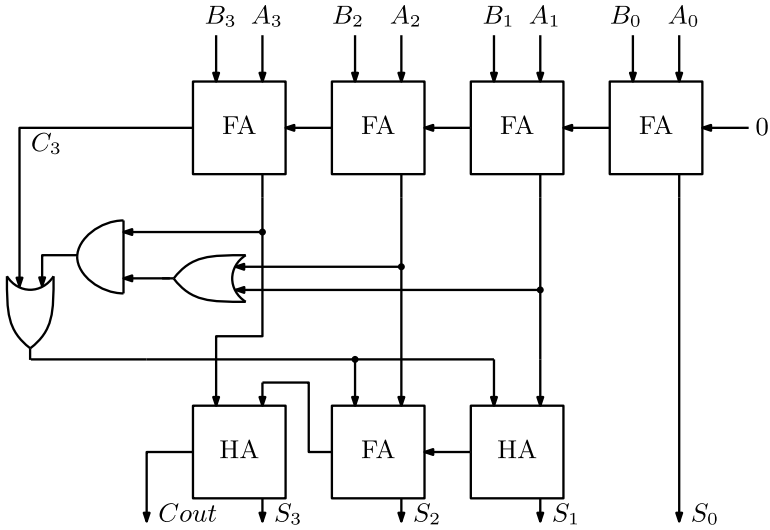 B3 A3 B2 A2 B1 A1 B0 A0
FA FA FA FA 0
C3
HA FA HA
Cout S3 S2 S1 S0